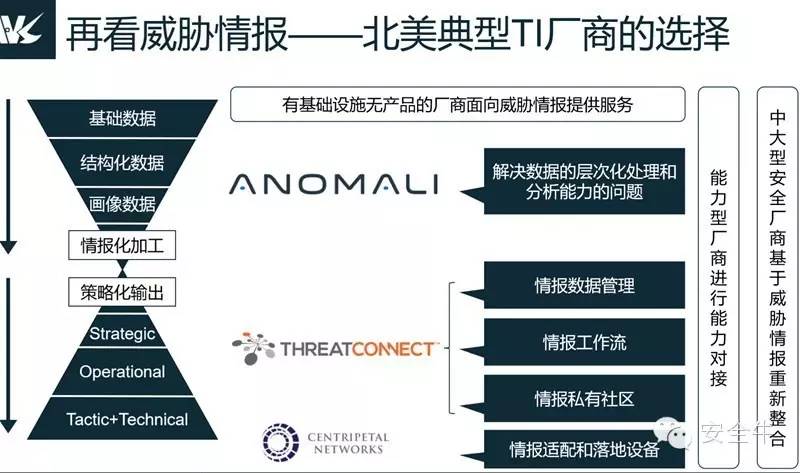 再看威胁情报——北美典型TI厂商的选择
基础数据
结构化数据
画像数据
情报化加工
策略化输出
Strategic
Operational
Tactic+Technical
有基础设施无产品的厂商面向威胁情报提供服务
ANOMALI
解决数据的层次化处理和
分析能力的问题
THREATCONNECT™
情报数据管理
情报工作流
情报私有社区
CENTRIPETAL
NETWORKS
情报适配和落地设备
能力型厂商进行能力对接
中大型安全厂商基于威胁情报重新整合
安全牛